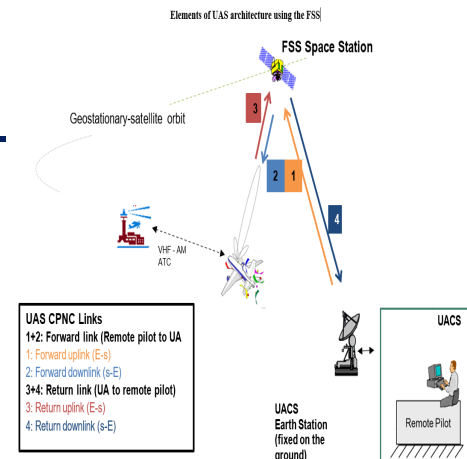 Elements of UAS architecture using the FSS
FSS Space Station
3
Geostationary-satellite orbit
2
1
4
VHF - AM
ATC
UAS CPNC Links
1+2: Forward link (Remote pilot to UA
1: Forward uplink (E-s)
2: Forward downlink (s-E)
3+4: Return link (UA to remote pilot)
3: Return uplink (E-s)
4: Return downlink (s-E)
UACS
Earth Station
(fixed on the
ground)
UACS
Remote Pilot